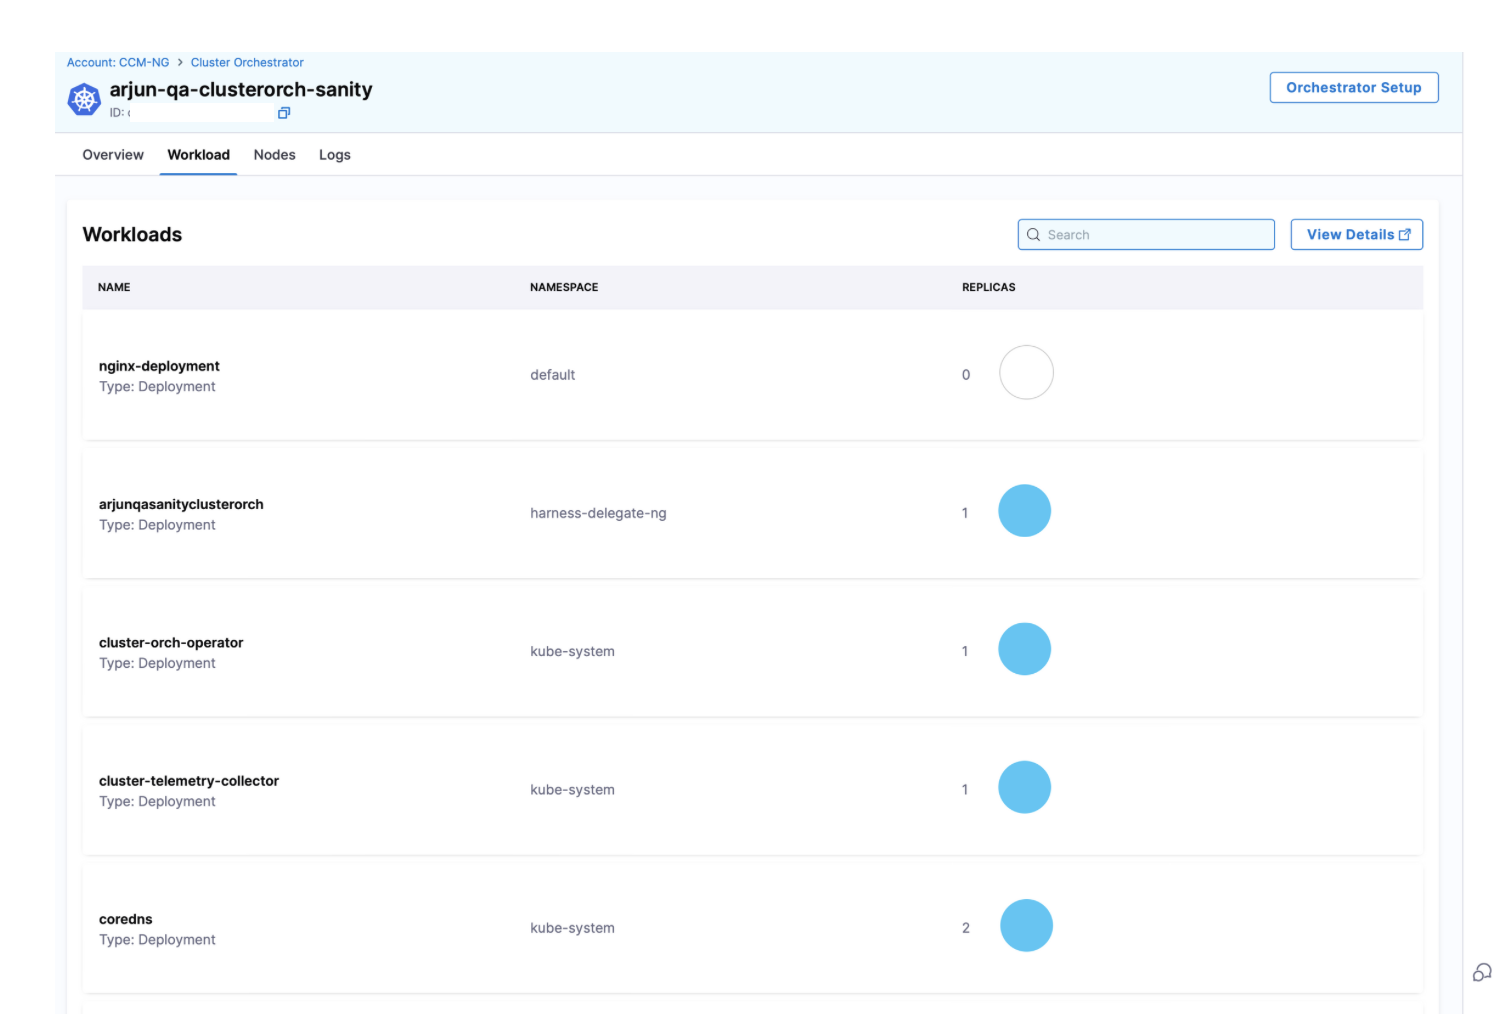 Account: CCM-NG > Cluster Orchestrator
arjun-qa-clusterorch-sanity
ID:
Orchestrator Setup
Overview Workload Nodes Logs
Workloads
Search
View Details
NAME NAMESPACE REPLICAS
nginx-deployment
Type: Deployment
default
0
arjunqasanityclusterorch
Type: Deployment
harness-delegate-ng
1
cluster-orch-operator
Type: Deployment
kube-system
1
cluster-telemetry-collector
Type: Deployment
kube-system
1
coredns
Type: Deployment
kube-system
2